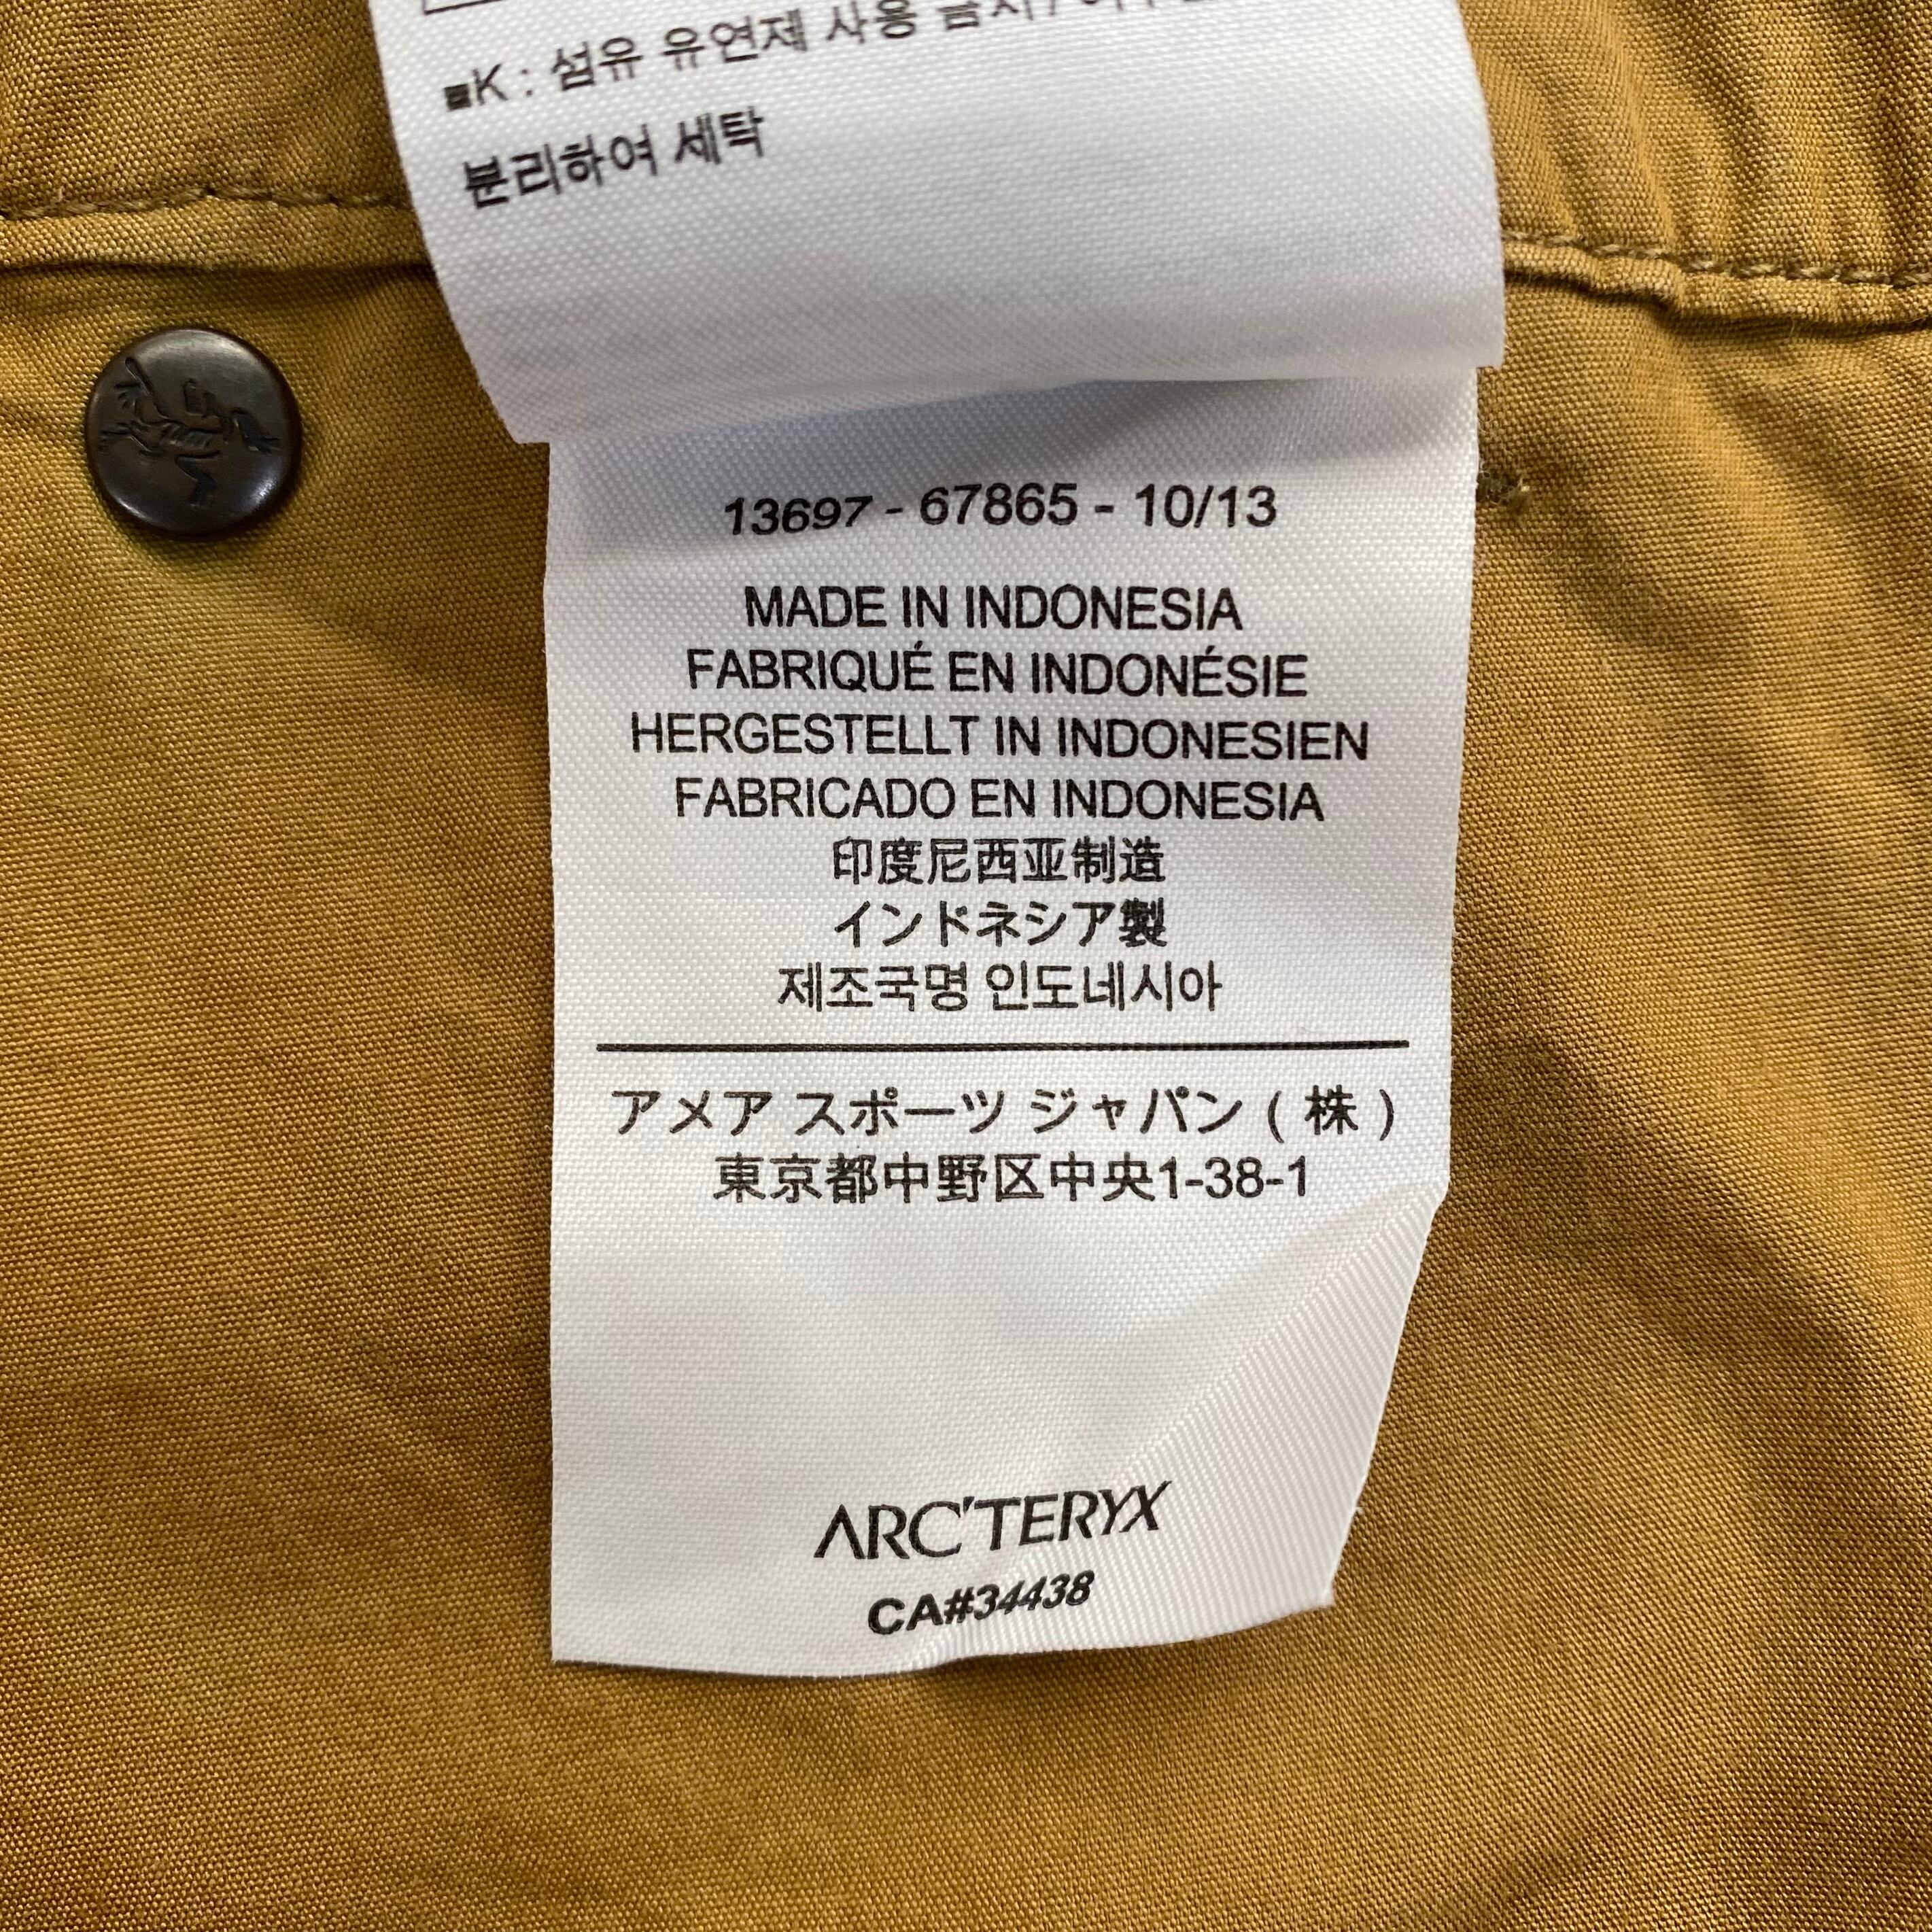 ■K : 섬유 유연제 사용 금지 /
분리하여 세탁
13697 - 67865 - 10/13
MADE IN INDONESIA
FABRIQUÉ EN INDONÉSIE
HERGESTELLT IN INDONESIEN
FABRICADO EN INDONESIA
印度尼西亚制造
インドネシア製
제조국명 인도네시아
アメア スポーツ ジャパン ( 株 )
東京都中野区中央1-38-1
ARC'TERYX
CA#34438